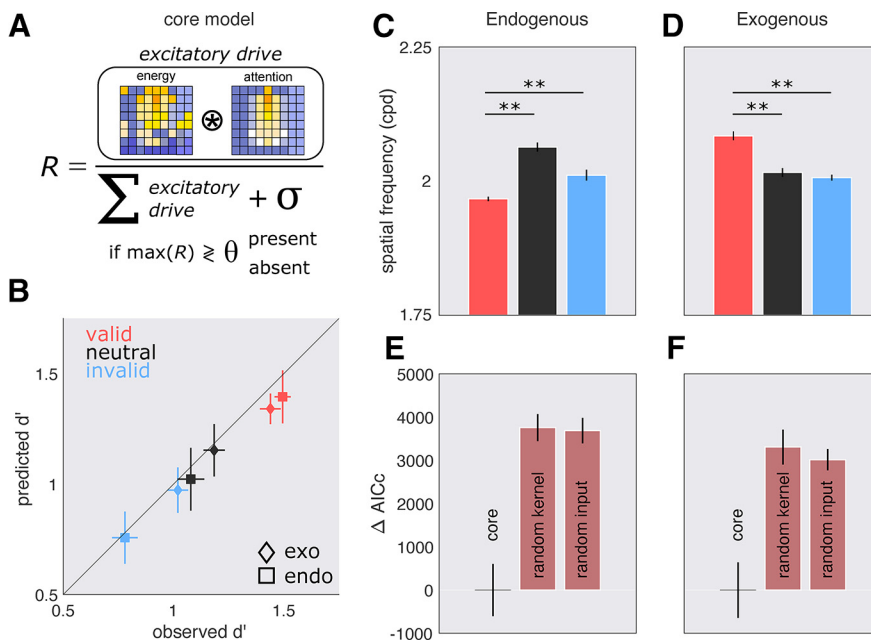 A
core model
excitatory drive
energy
attention
⊛
R =
∑ excitatory drive + σ
if max(R) ≷ θ present
absent
B
valid
neutral
invalid
1.5
1
0.5
predicted d'
0.5
1
1.5
observed d'
exo
endo
C
Endogenous
2.25
2
1.75
spatial frequency (cpd)
**
**
D
Exogenous
**
**
E
5000
4000
3000
2000
1000
0
-1000
Δ AICc
core
random kernel
random input
F
core
random kernel
random input